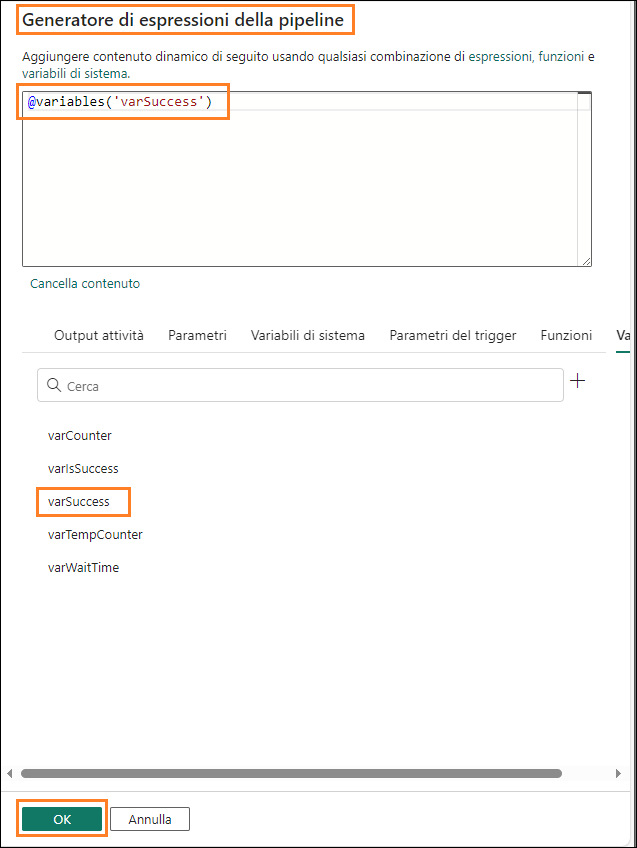 Generatore di espressioni della pipeline
Aggiungere contenuto dinamico di seguito usando qualsiasi combinazione di espressioni, funzioni e
variabili di sistema.
@variables('varSuccess')
Cancella contenuto
Output attività Parametri Variabili di sistema Parametri del trigger Funzioni Va
Cerca
varCounter
varIsSuccess
varSuccess
varTempCounter
varWaitTime
OK Annulla